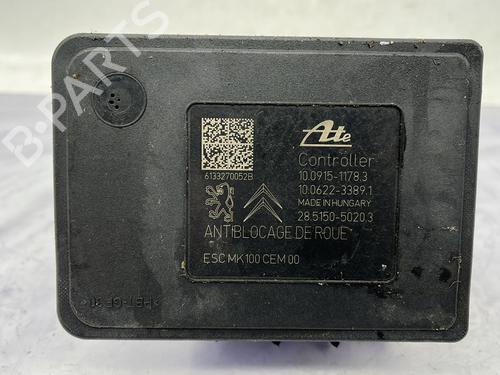 Ate
6133270052B
Controller
10.0915-1178.3
10.0622-3389.1
MADE IN HUNGARY
28.5150-5020.3
ANTIBLOCAGE DE ROUE
ESC MK100 CEM 00
B-PARTS